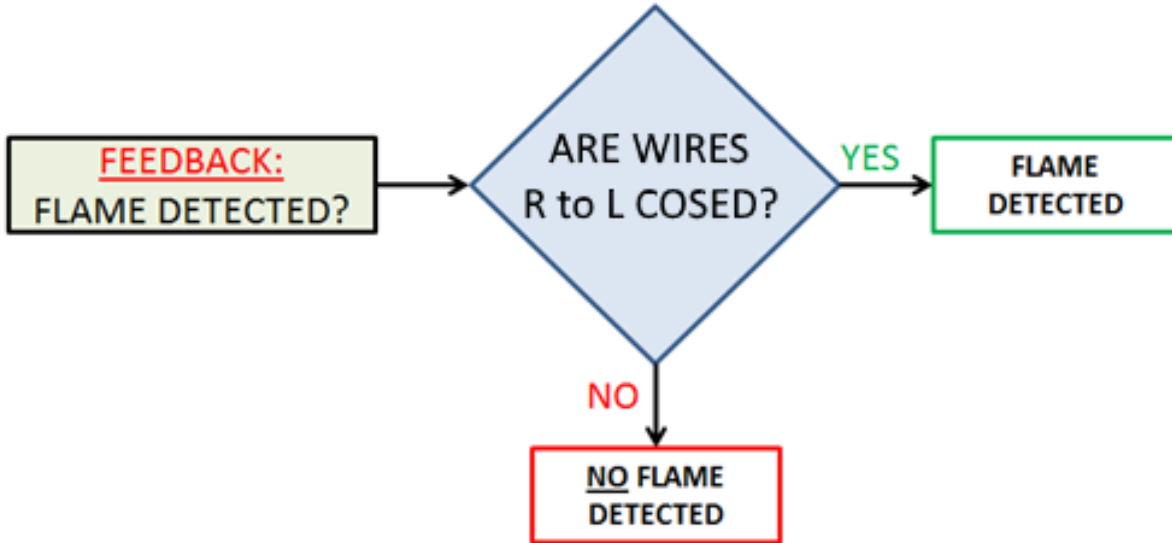 FEEDBACK:
FLAME DETECTED?
ARE WIRES
R to L COSED?
YES
FLAME
DETECTED
NO
NO FLAME
DETECTED